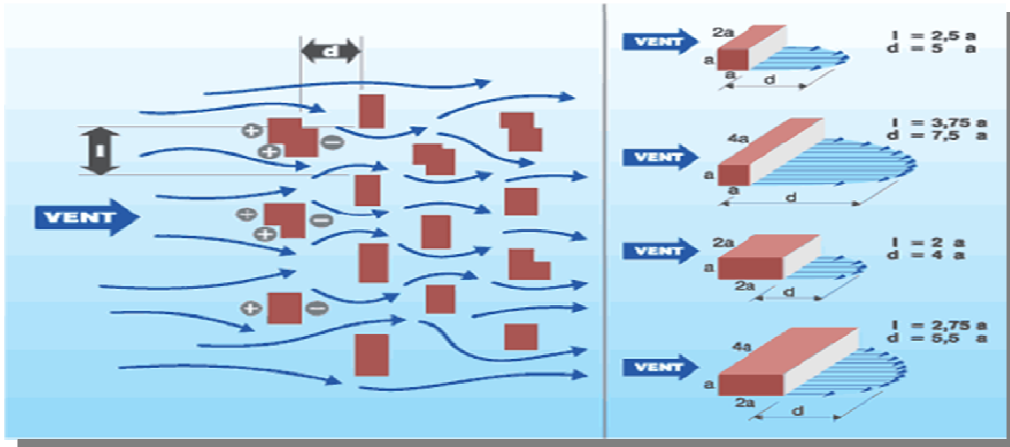 d
+
+
−
l
VENT
+
+
−
+
−
VENT
2a
a
a
d
l = 2,5 a
d = 5 a
VENT
4a
a
a
d
l = 3,75 a
d = 7,5 a
VENT
2a
a
2a
d
l = 2 a
d = 4 a
VENT
4a
a
2a
d
l = 2,75 a
d = 5,5 a